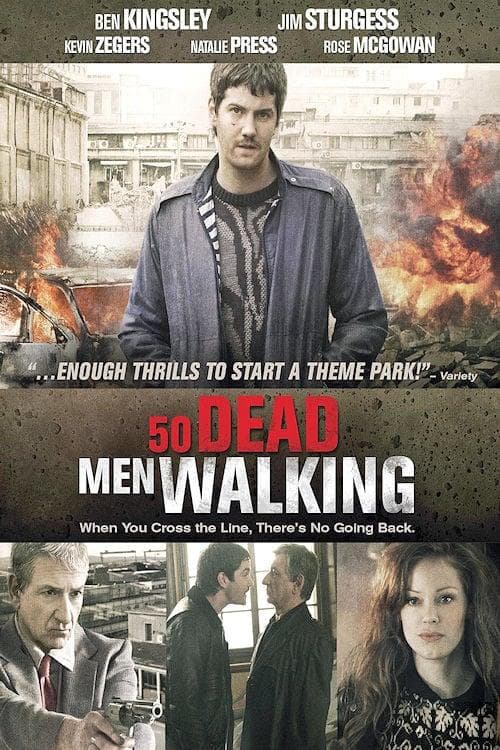 BEN KINGSLEY JIM STURGESS
KEVIN ZEGERS NATALIE PRESS ROSE MCGOWAN
"...ENOUGH THRILLS TO START A THEME PARK!" – Variety
50 DEAD
MEN WALKING
When You Cross the Line, There's No Going Back.